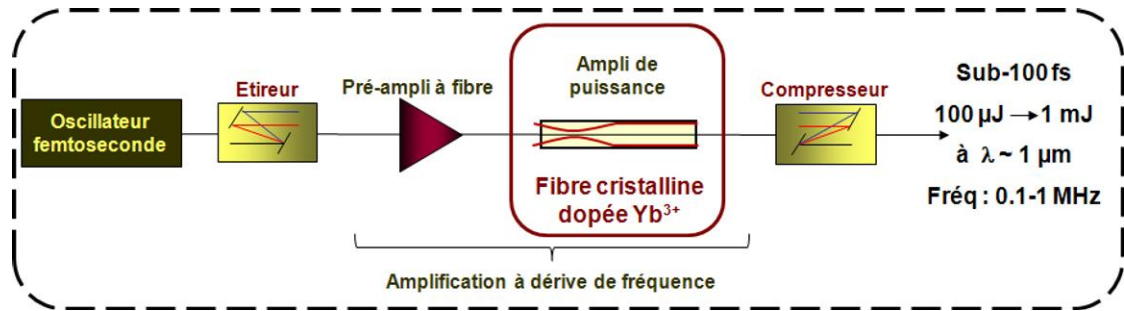 Oscillateur
femtoseconde
Etireur
Pré-ampli à fibre
Ampli de
puissance
Fibre cristalline
dopée Yb³⁺
Compresseur
Sub-100 fs
100 µJ →1 mJ
à λ ~ 1 µm
Fréq : 0.1-1 MHz
Amplification à dérive de fréquence